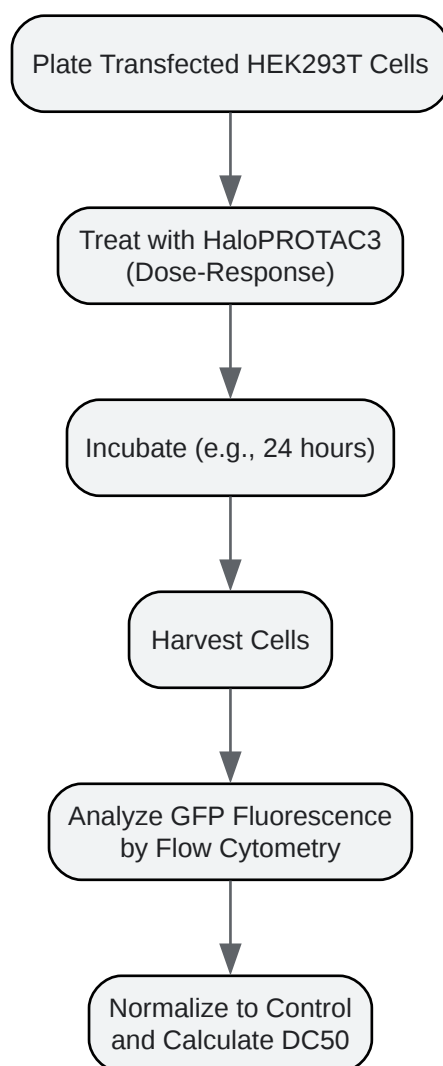 Plate Transfected HEK293T Cells
Treat with HaloPROTAC3
(Dose-Response)
Incubate (e.g., 24 hours)
Harvest Cells
Analyze GFP Fluorescence
by Flow Cytometry
Normalize to Control
and Calculate DC50